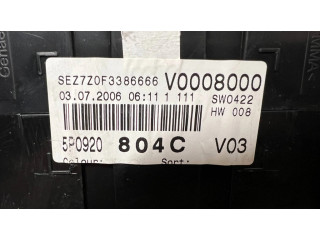 SEZ7Z0F3386666 V0008000
03.07.2006 06:11 1 111 SW0422
HW 008
5P0920 804C V03
Colour: Sort: